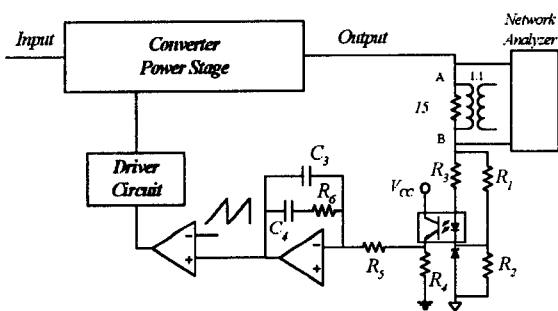 Input
Converter
Power Stage
Output
Network
Analyzer
A
1:1
15
B
Driver
Circuit
C3
R6
C4
VCC
R3
R1
R5
R4
R2
- +
- +